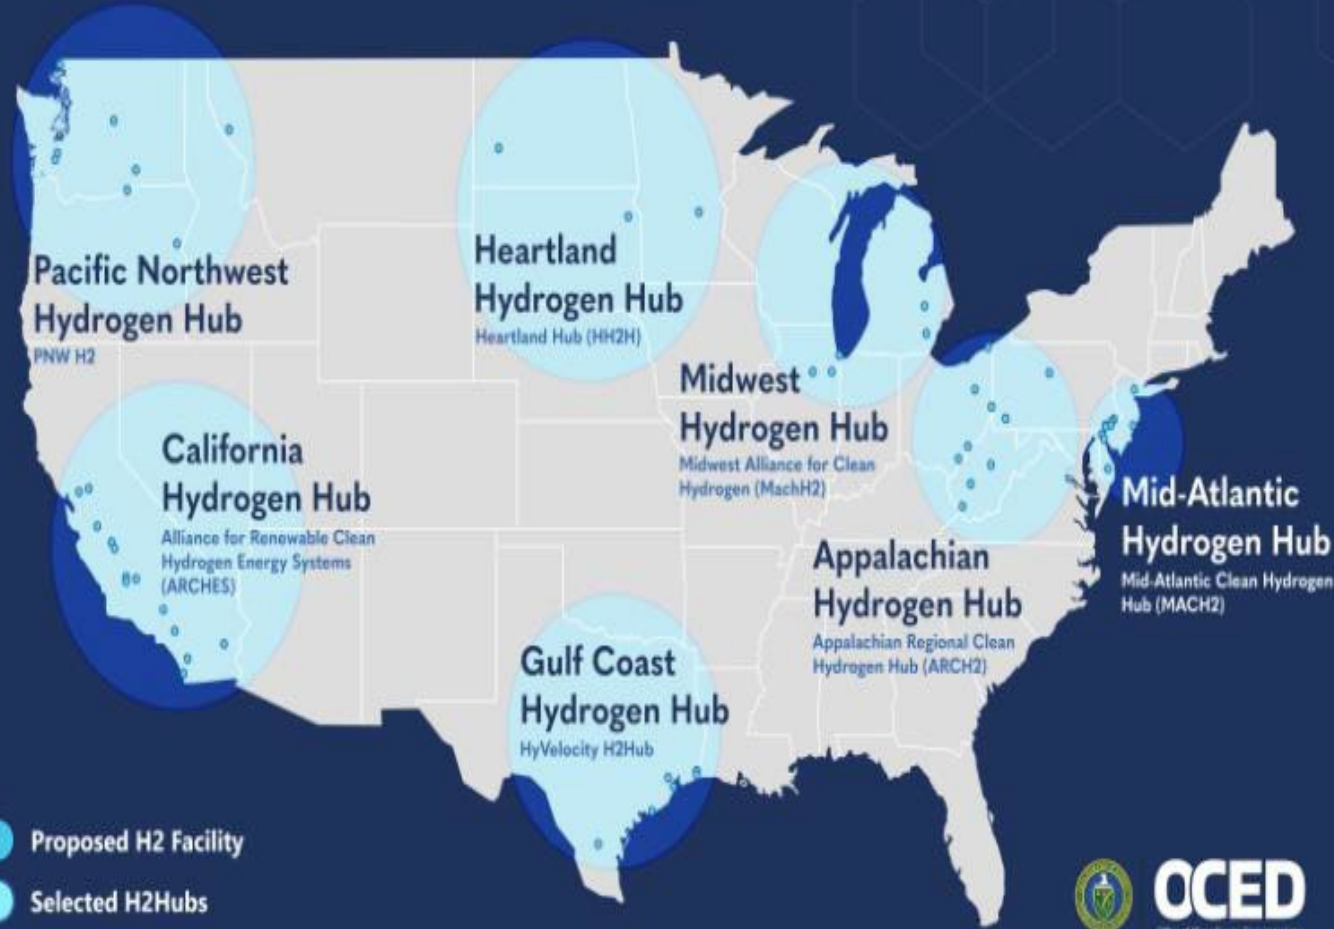 Pacific Northwest
Hydrogen Hub
PNW H2
Heartland
Hydrogen Hub
Heartland Hub (HH2H)
Midwest
Hydrogen Hub
Midwest Alliance for Clean
Hydrogen (MachH2)
California
Hydrogen Hub
Alliance for Renewable Clean
Hydrogen Energy Systems
(ARCHES)
Mid-Atlantic
Hydrogen Hub
Mid-Atlantic Clean Hydrogen
Hub (MACH2)
Appalachian
Hydrogen Hub
Appalachian Regional Clean
Hydrogen Hub (ARCH2)
Gulf Coast
Hydrogen Hub
HyVelocity H2Hub
Proposed H2 Facility
Selected H2Hubs
OCED